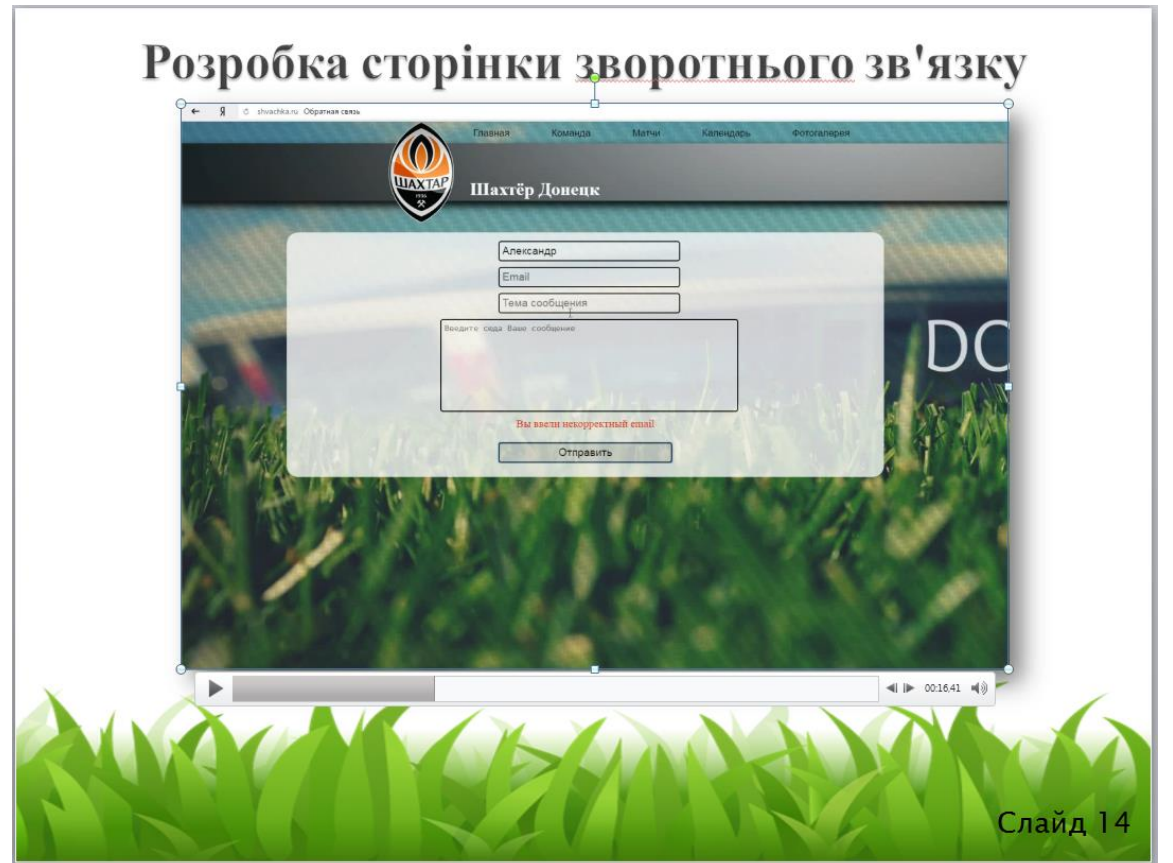 Розробка сторінки зворотнього зв'язку
← Я shvachka.ru Обратная связь
Главная Команда Матчи Календарь Фотогалерея
ШАХТАР
1936
Шахтёр Донецк
Александр
Email
Тема сообщения
Введите сюда Ваше сообщение
DO
Вы ввели некорректный email
Отправить
00:16,41
Слайд 14